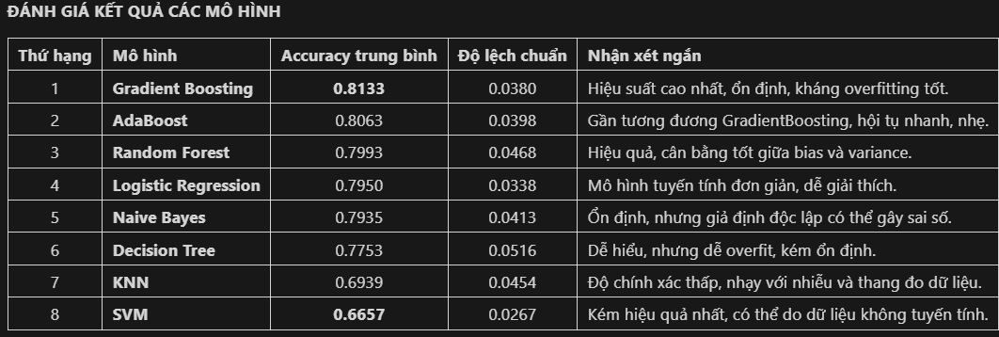 ĐÁNH GIÁ KẾT QUẢ CÁC MÔ HÌNH
Thứ hạng Mô hình Accuracy trung bình Độ lệch chuẩn Nhận xét ngắn
1 Gradient Boosting 0.8133 0.0380 Hiệu suất cao nhất, ổn định, kháng overfitting tốt.
2 AdaBoost 0.8063 0.0398 Gần tương đương GradientBoosting, hội tụ nhanh, nhẹ.
3 Random Forest 0.7993 0.0468 Hiệu quả, cân bằng tốt giữa bias và variance.
4 Logistic Regression 0.7950 0.0338 Mô hình tuyến tính đơn giản, dễ giải thích.
5 Naive Bayes 0.7935 0.0413 Ổn định, nhưng giả định độc lập có thể gây sai số.
6 Decision Tree 0.7753 0.0516 Dễ hiểu, nhưng dễ overfit, kém ổn định.
7 KNN 0.6939 0.0454 Độ chính xác thấp, nhạy với nhiễu và thang đo dữ liệu.
8 SVM 0.6657 0.0267 Kém hiệu quả nhất, có thể do dữ liệu không tuyến tính.